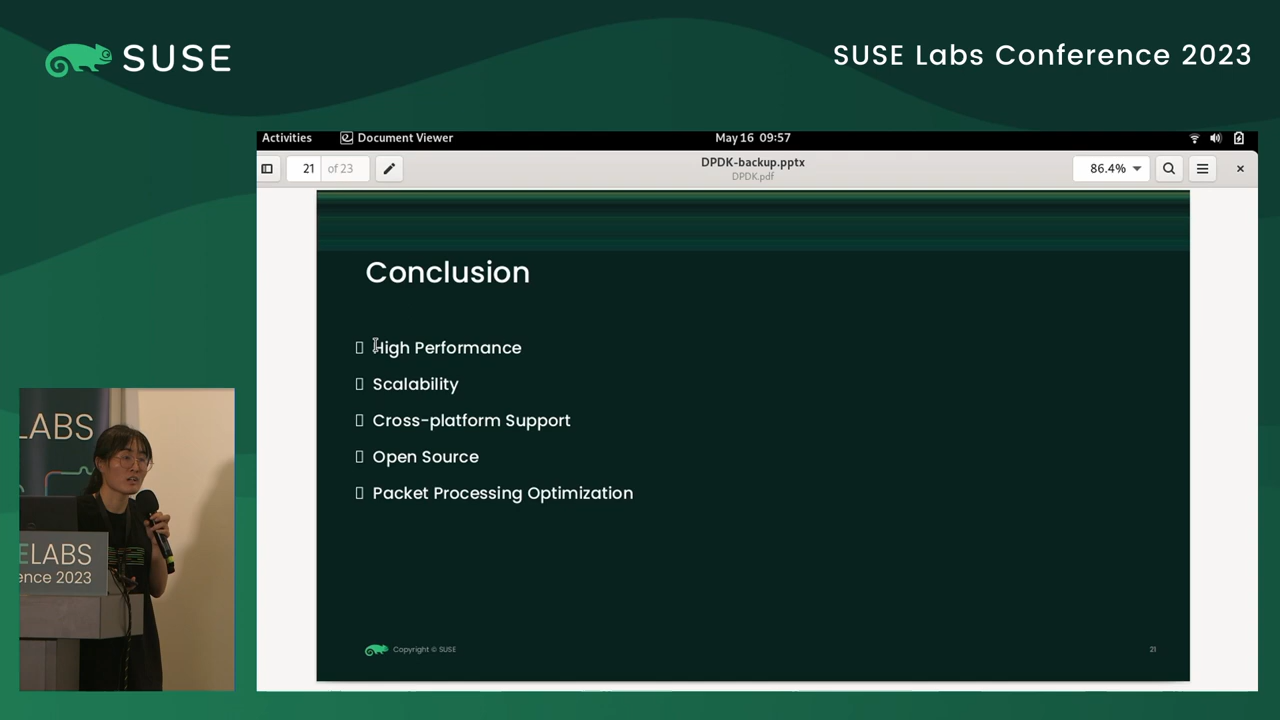 SUSE
SUSE Labs Conference 2023
Activities
Document Viewer
May 16 09:57
21 of 23
DPDK-backup.pptx
DPDK.pdf
86.4%
Conclusion
High Performance
Scalability
Cross-platform Support
Open Source
Packet Processing Optimization
Copyright © SUSE
21
LABS
ELABS
ence 2023